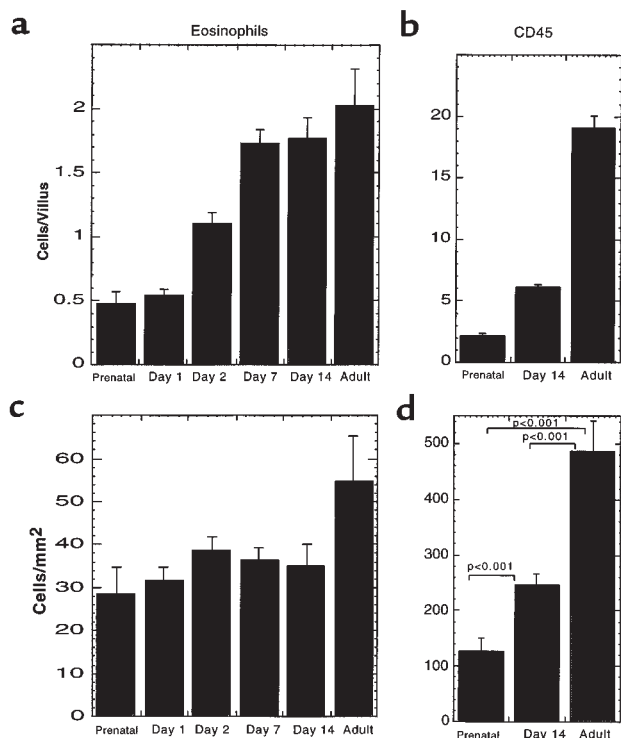 a
Eosinophils
Cells/Villus
2
1.5
1
0.5
0
Prenatal Day 1 Day 2 Day 7 Day 14 Adult
b
CD45
20
15
10
5
0
Prenatal Day 14 Adult
c
Cells/mm2
60
50
40
30
20
10
0
Prenatal Day 1 Day 2 Day 7 Day 14 Adult
d
500
400
300
200
100
0
p<0.001
p<0.001
p<0.001
Prenatal Day 14 Adult